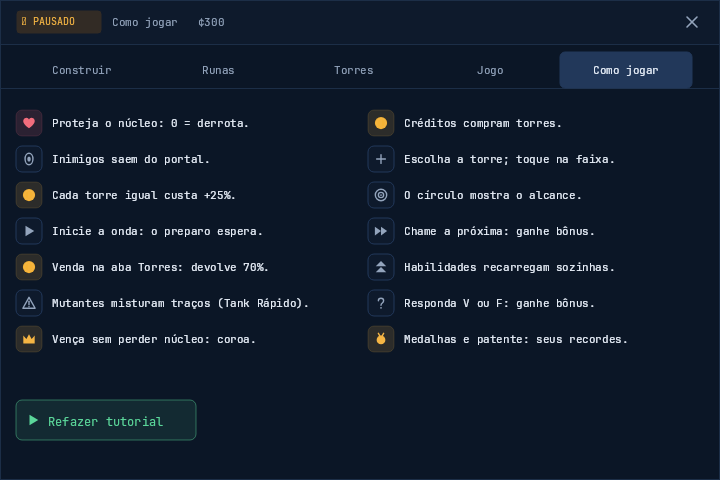 PAUSADO Como jogar ₵300
Construir Runas Torres Jogo Como jogar
Proteja o núcleo: 0 = derrota.
Créditos compram torres.
Inimigos saem do portal.
Escolha a torre; toque na faixa.
Cada torre igual custa +25%.
O círculo mostra o alcance.
Inicie a onda: o preparo espera.
Chame a próxima: ganhe bônus.
Venda na aba Torres: devolve 70%.
Habilidades recarregam sozinhas.
Mutantes misturam traços (Tank Rápido).
Responda V ou F: ganhe bônus.
Vença sem perder núcleo: coroa.
Medalhas e patente: seus recordes.
Refazer tutorial